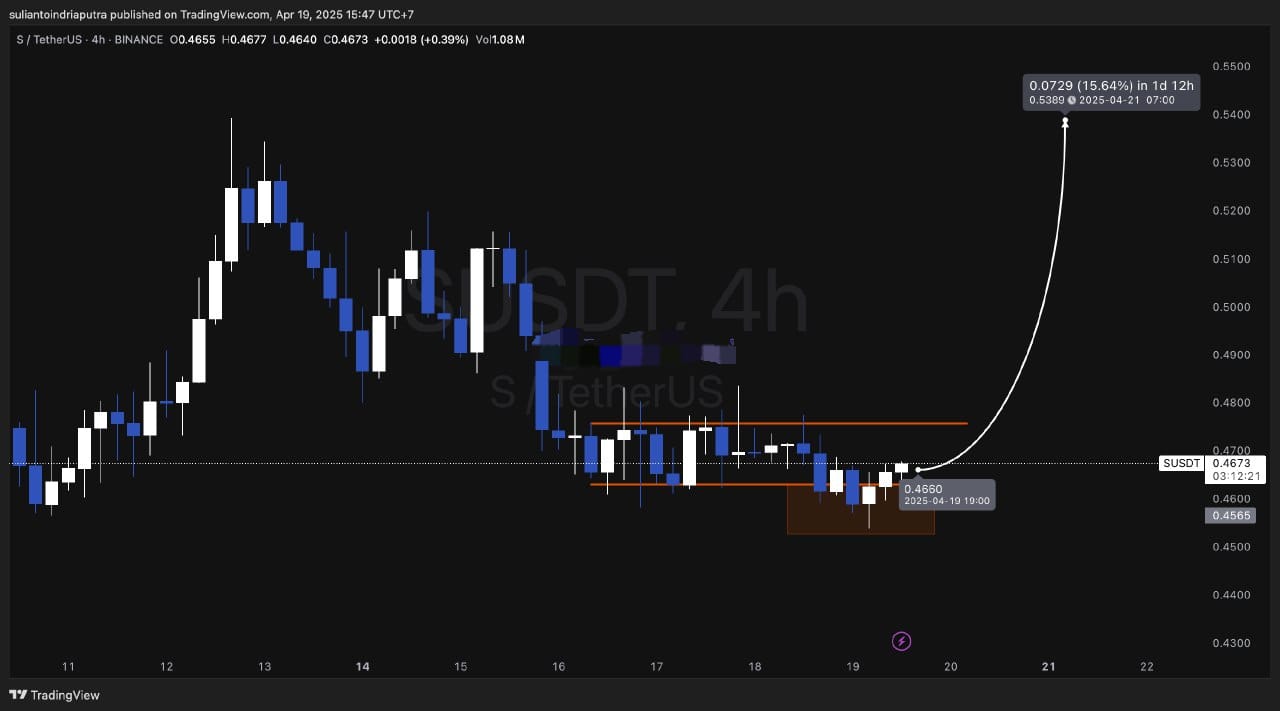 suliantoindriaputra published on TradingView.com, Apr 19, 2025 15:47 UTC+7
S / TetherUS · 4h · BINANCE O0.4655 H0.4677 L0.4640 C0.4673 +0.0018 (+0.39%) Vol1.08M
0.5500
0.0729 (15.64%) in 1d 12h
0.5389 2025-04-21 07:00
0.5400
0.5300
0.5200
0.5100
SUSDT, 4h
0.5000
0.4900
S / TetherUS
0.4800
0.4700
SUSDT 0.4673
03:12:21
0.4660
2025-04-19 19:00
0.4600
0.4565
0.4500
0.4400
0.4300
11 12 13 14 15 16 17 18 19 20 21 22
TradingView